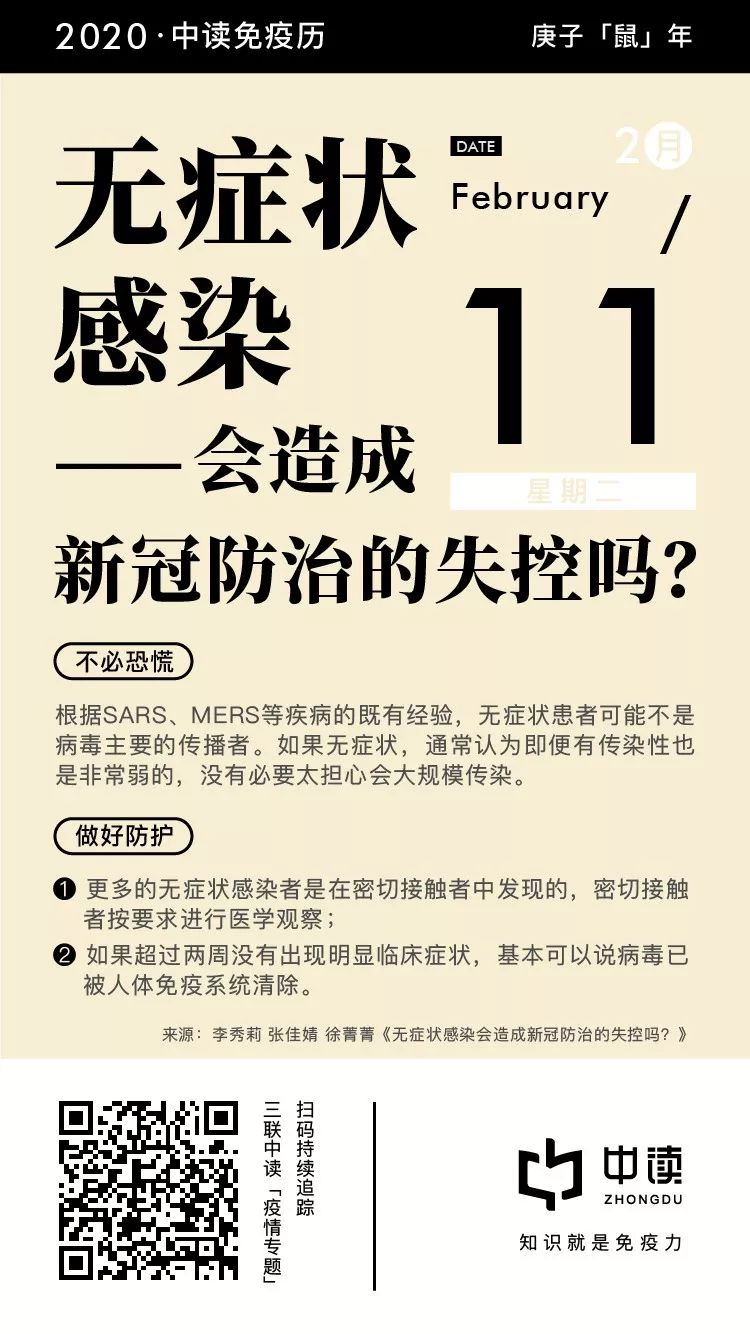 2020·中读免疫历
庚子「鼠」年
无症状
感染
——会造成
新冠防治的失控吗？
DATE
2月
February
/
11
星期二
不必恐慌
根据SARS、MERS等疾病的既有经验，无症状患者可能不是
病毒主要的传播者。如果无症状，通常认为即便有传染性也
是非常弱的，没有必要太担心会大规模传染。
做好防护
❶ 更多的无症状感染者是在密切接触者中发现的，密切接触
者按要求进行医学观察；
❷ 如果超过两周没有出现明显临床症状，基本可以说病毒已
被人体免疫系统清除。
来源：李秀莉 张佳婧 徐菁菁《无症状感染会造成新冠防治的失控吗？》
扫码持续追踪
三联中读「疫情专题」
中读
ZHONGDU
知识就是免疫力